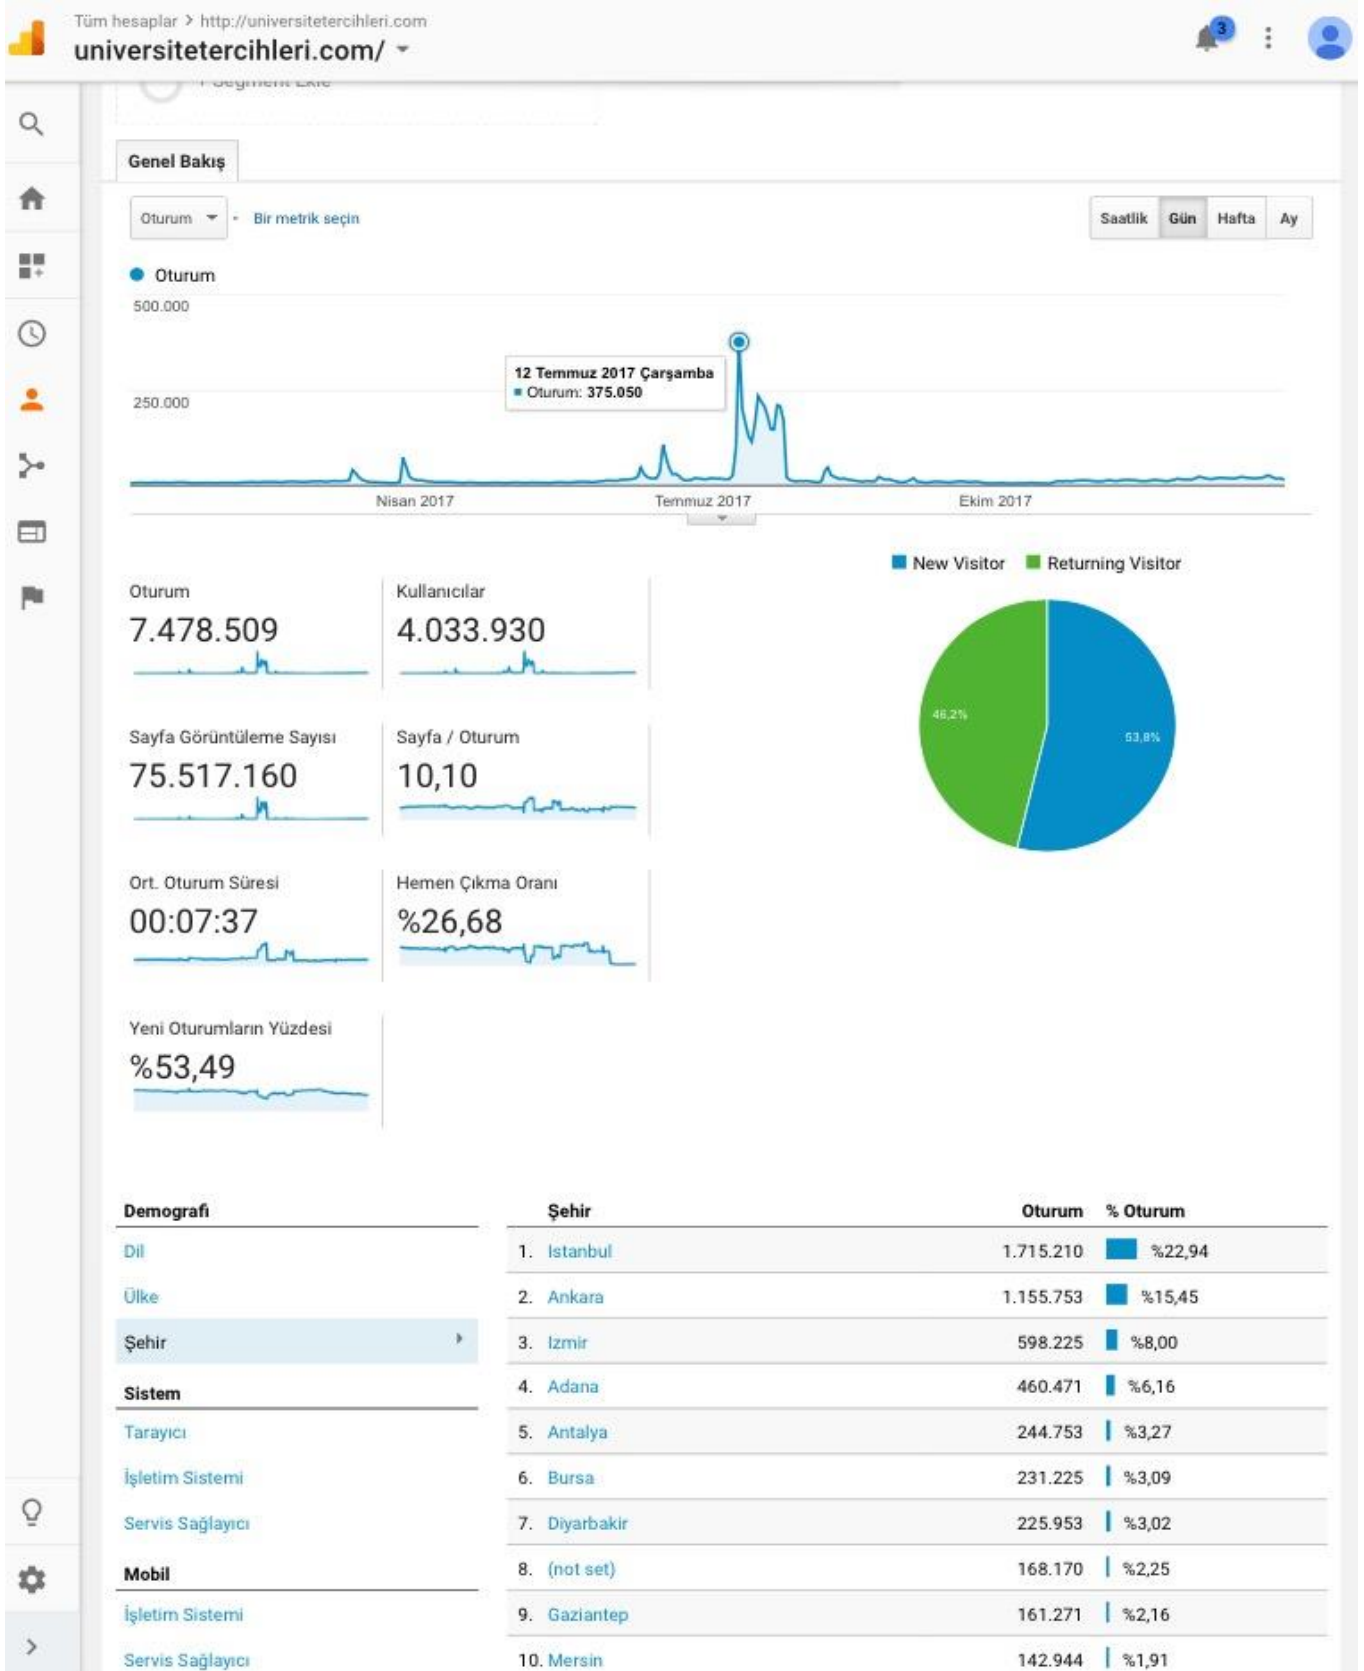 Tüm hesaplar > http://universitetercihleri.com
universitetercihleri.com/
3
+ Segment Ekle
Genel Bakış
Oturum
Bir metrik seçin
Saatlik Gün Hafta Ay
Oturum
500.000
12 Temmuz 2017 Çarşamba
Oturum: 375.050
250.000
Nisan 2017 Temmuz 2017 Ekim 2017
New Visitor Returning Visitor
Oturum Kullanıcılar
7.478.509 4.033.930
46,2%
53,8%
Sayfa Görüntüleme Sayısı Sayfa / Oturum
75.517.160 10,10
Ort. Oturum Süresi Hemen Çıkma Oranı
00:07:37 %26,68
Yeni Oturumların Yüzdesi
%53,49
Demografi Şehir Oturum % Oturum
Dil 1. Istanbul 1.715.210 %22,94
Ülke 2. Ankara 1.155.753 %15,45
Şehir 3. Izmir 598.225 %8,00
Sistem 4. Adana 460.471 %6,16
Tarayıcı 5. Antalya 244.753 %3,27
İşletim Sistemi 6. Bursa 231.225 %3,09
Servis Sağlayıcı 7. Diyarbakir 225.953 %3,02
Mobil 8. (not set) 168.170 %2,25
İşletim Sistemi 9. Gaziantep 161.271 %2,16
Servis Sağlayıcı 10. Mersin 142.944 %1,91